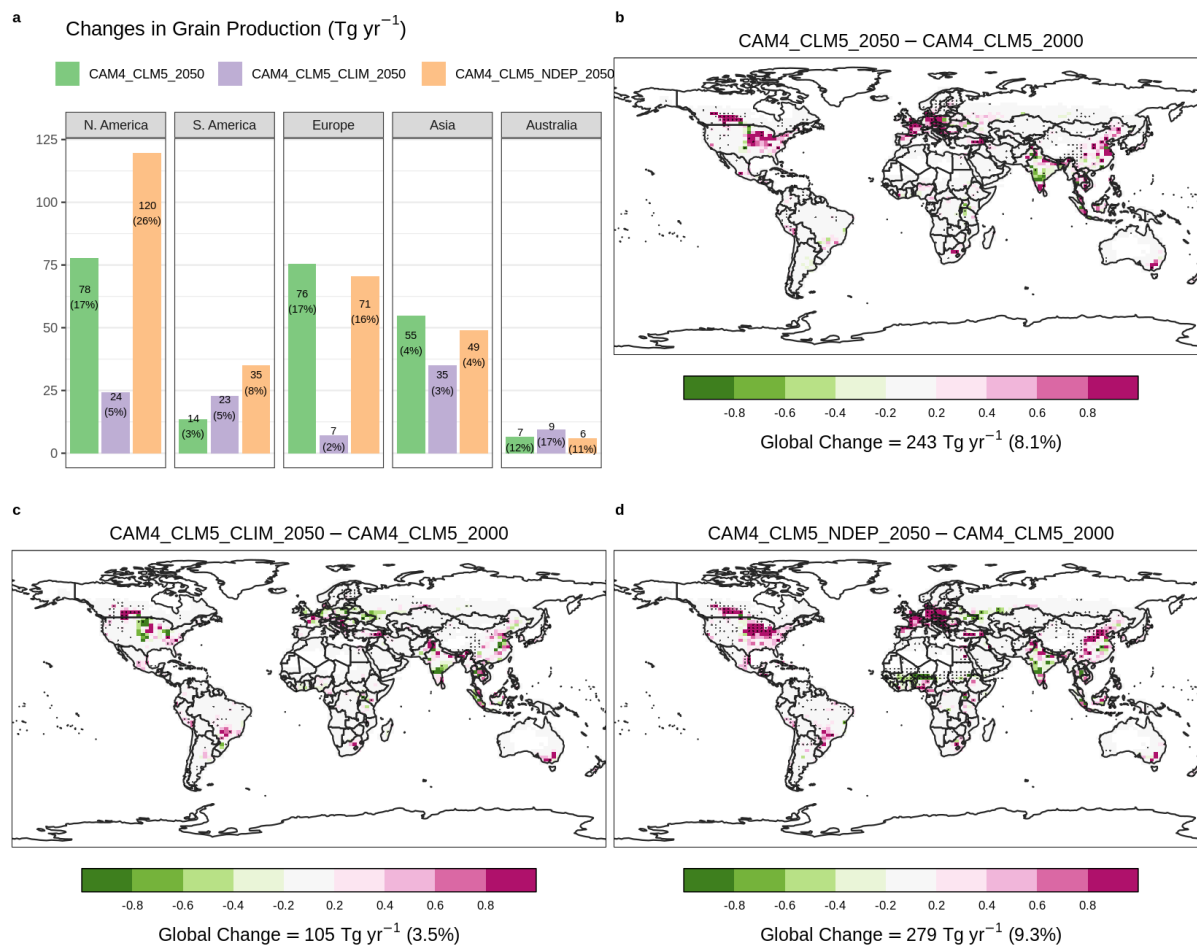 a
Changes in Grain Production (Tg yr−1)
CAM4_CLM5_2050 CAM4_CLM5_CLIM_2050 CAM4_CLM5_NDEP_2050
N. America S. America Europe Asia Australia
125
100
75
50
25
0
78
(17%)
24
(5%)
120
(26%)
14
(3%)
23
(5%)
35
(8%)
76
(17%)
7
(2%)
71
(16%)
55
(4%)
35
(3%)
49
(4%)
7
(12%)
9
(17%)
6
(11%)
b
CAM4_CLM5_2050 − CAM4_CLM5_2000
-0.8 -0.6 -0.4 -0.2 0.2 0.4 0.6 0.8
Global Change = 243 Tg yr−1 (8.1%)
c
CAM4_CLM5_CLIM_2050 − CAM4_CLM5_2000
-0.8 -0.6 -0.4 -0.2 0.2 0.4 0.6 0.8
Global Change = 105 Tg yr−1 (3.5%)
d
CAM4_CLM5_NDEP_2050 − CAM4_CLM5_2000
-0.8 -0.6 -0.4 -0.2 0.2 0.4 0.6 0.8
Global Change = 279 Tg yr−1 (9.3%)